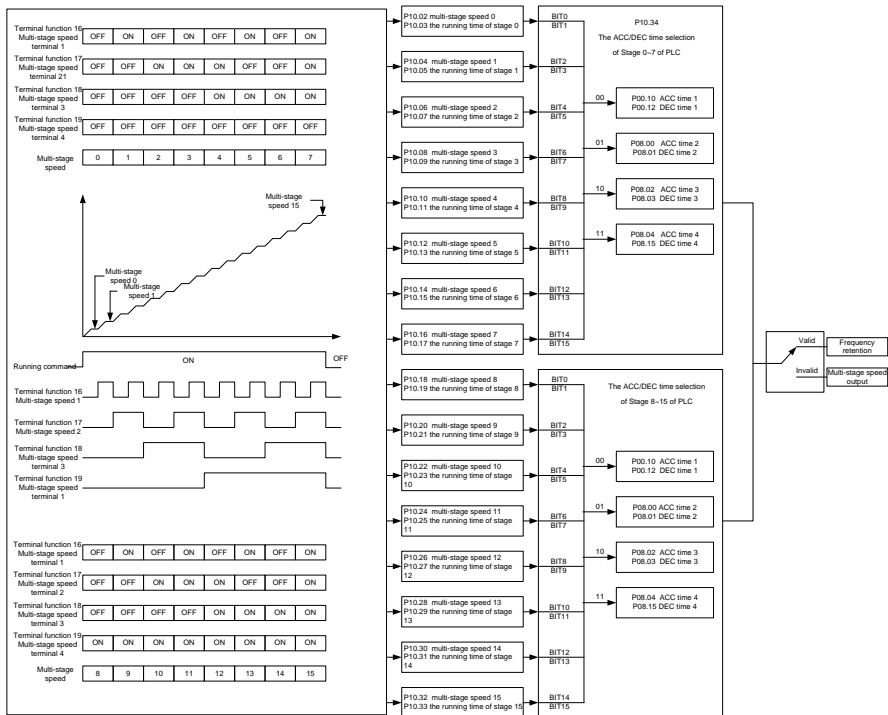 Terminal function 16
Multi-stage speed
terminal 1
OFF ON OFF ON OFF ON OFF ON
Terminal function 17
Multi-stage speed
terminal 21
OFF OFF ON ON OFF OFF ON ON
Terminal function 18
Multi-stage speed
terminal 3
OFF OFF OFF OFF ON ON ON ON
Terminal function 19
Multi-stage speed
terminal 4
OFF OFF OFF OFF OFF OFF OFF OFF
Multi-stage
speed
0 1 2 3 4 5 6 7
Multi-stage
speed 15
Multi-stage
speed 0
Multi-stage
speed 1
Running command
ON
OFF
Terminal function 16
Multi-stage speed 1
Terminal function 17
Multi-stage
speed 2
Terminal function 18
Multi-stage speed
terminal 3
Terminal function 19
Multi-stage speed
terminal 1
Terminal function 16
Multi-stage speed
terminal 1
OFF ON OFF ON OFF ON OFF ON
Terminal function 17
Multi-stage speed
terminal 2
OFF OFF ON ON OFF OFF ON ON
Terminal function 18
Multi-stage speed
terminal 3
OFF OFF OFF OFF ON ON ON ON
Terminal function 19
Multi-stage speed
terminal 4
ON ON ON ON ON ON ON ON
Multi-stage
speed
8 9 10 11 12 13 14 15
P10.02 multi-stage speed 0
P10.03 the running time of stage 0
P10.04 multi-stage speed 1
P10.05 the running time of stage 1
P10.06 multi-stage speed 2
P10.07 the running time of stage 2
P10.08 multi-stage speed 3
P10.09 the running time of stage 3
P10.10 multi-stage speed 4
P10.11 the running time of stage 4
P10.12 multi-stage speed 5
P10.13 the running time of stage 5
P10.14 multi-stage speed 6
P10.15 the running time of stage 6
P10.16 multi-stage speed 7
P10.17 the running time of stage 7
P10.18 multi-stage speed 8
P10.19 the running time of stage 8
P10.20 multi-stage speed 9
P10.21 the running time of stage 9
P10.22 multi-stage speed 10
P10.23 the running time of stage
10
P10.24 multi-stage speed 11
P10.25 the running time of stage
11
P10.26 multi-stage speed 12
P10.27 the running time of stage
12
P10.28 multi-stage speed 13
P10.29 the running time of stage
13
P10.30 multi-stage speed 14
P10.31 the running time of stage
14
P10.32 multi-stage speed 15
P10.33 the running time of stage 15
BIT0
BIT1
BIT2
BIT3
BIT4
BIT5
BIT6
BIT7
BIT8
BIT9
BIT10
BIT11
BIT12
BIT13
BIT14
BIT15
P10.34
The ACC/DEC time selection
of Stage 0~7 of PLC
00
P00.10 ACC time 1
P00.12 DEC time 1
01
P08.00 ACC time 2
P08.01 DEC time 2
10
P08.02 ACC time 3
P08.03 DEC time 3
11
P08.04 ACC time 4
P08.15 DEC time 4
BIT0
BIT1
BIT2
BIT3
BIT4
BIT5
BIT6
BIT7
BIT8
BIT9
BIT10
BIT11
BIT12
BIT13
BIT14
BIT15
The ACC/DEC time selection
of Stage 8~15 of PLC
00
P00.10 ACC time 1
P00.12 DEC time 1
01
P08.00 ACC time 2
P08.01 DEC time 2
10
P08.02 ACC time 3
P08.03 DEC time 3
11
P08.04 ACC time 4
P08.15 DEC time 4
Valid
Invalid
Frequency
retention
Multi-stage speed
output